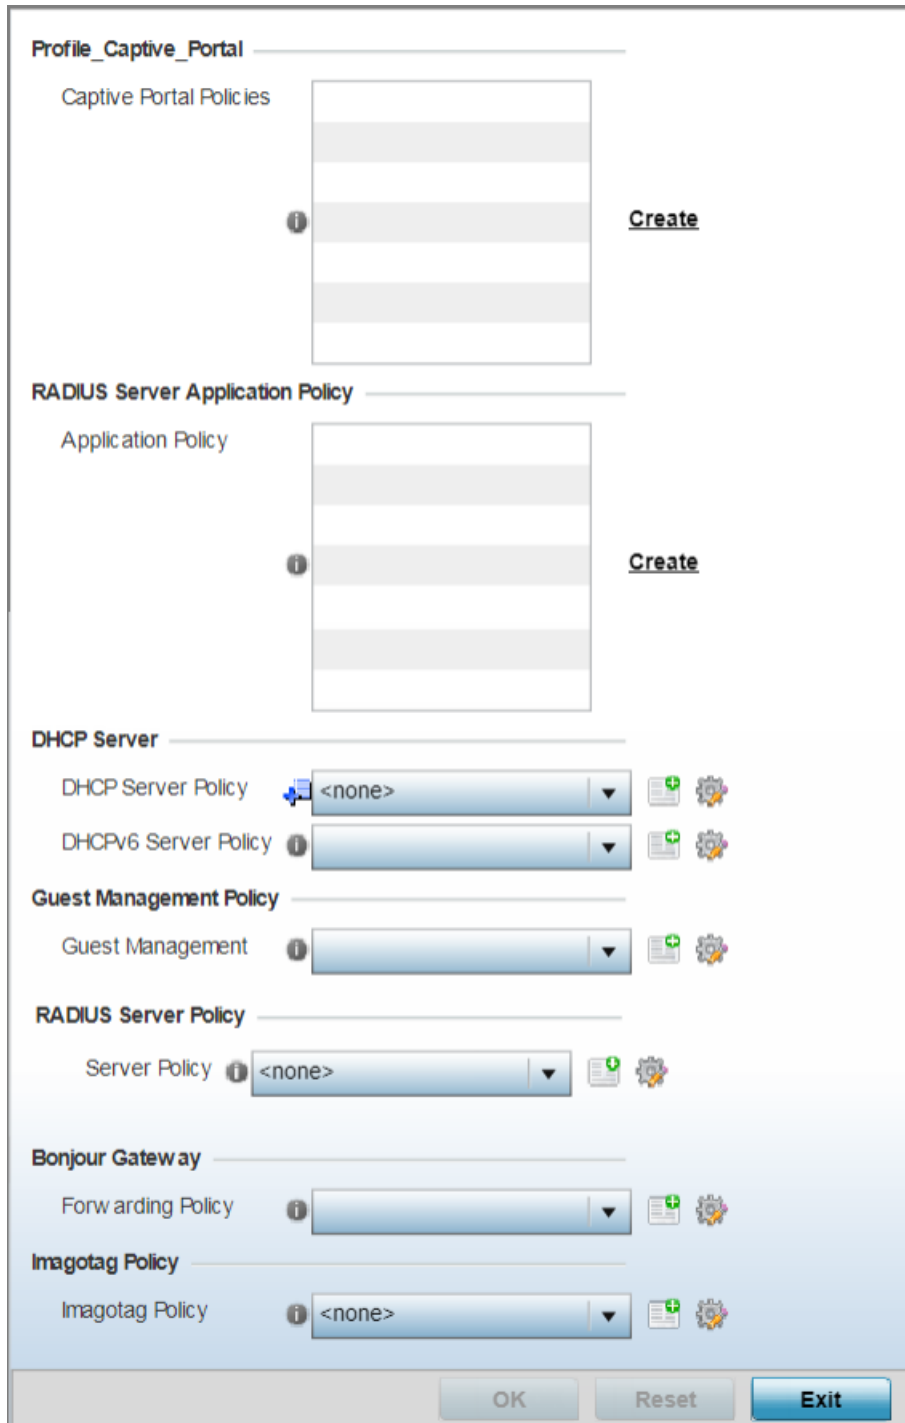 Profile_Captive_Portal
Captive Portal Policies
Create
RADIUS Server Application Policy
Application Policy
Create
DHCP Server
DHCP Server Policy <none>
DHCPv6 Server Policy
Guest Management Policy
Guest Management
RADIUS Server Policy
Server Policy <none>
Bonjour Gateway
Forwarding Policy
Imagotag Policy
Imagotag Policy <none>
OK Reset Exit